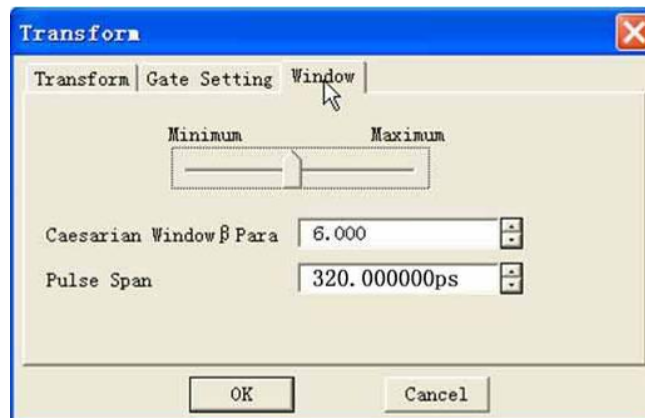 Transform
Transform Gate Setting Window
Minimum Maximum
Caesarian Window β Para 6.000
Pulse Span 320.000000ps
OK Cancel